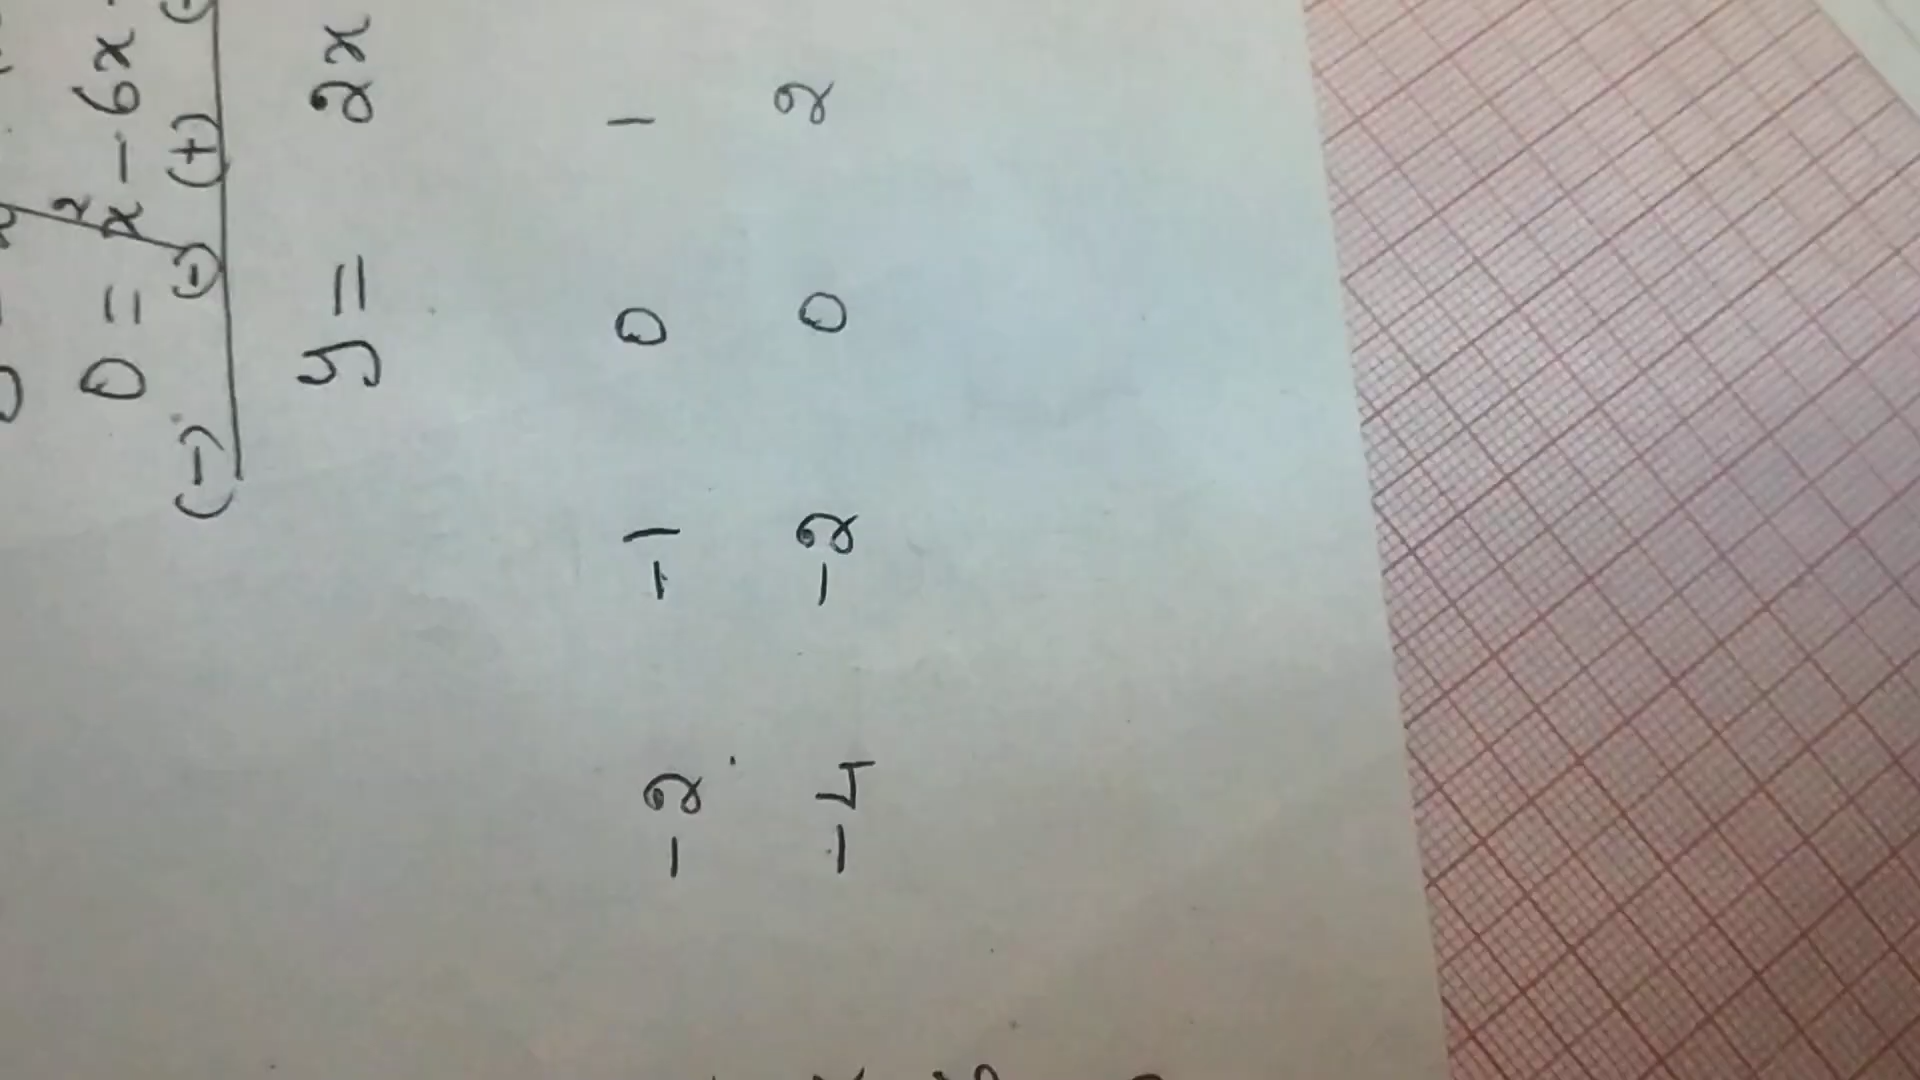 0 = x² - 6x
(-) (-) (+)
y = 2x
-2 -1 0 1
-4 -2 0 2